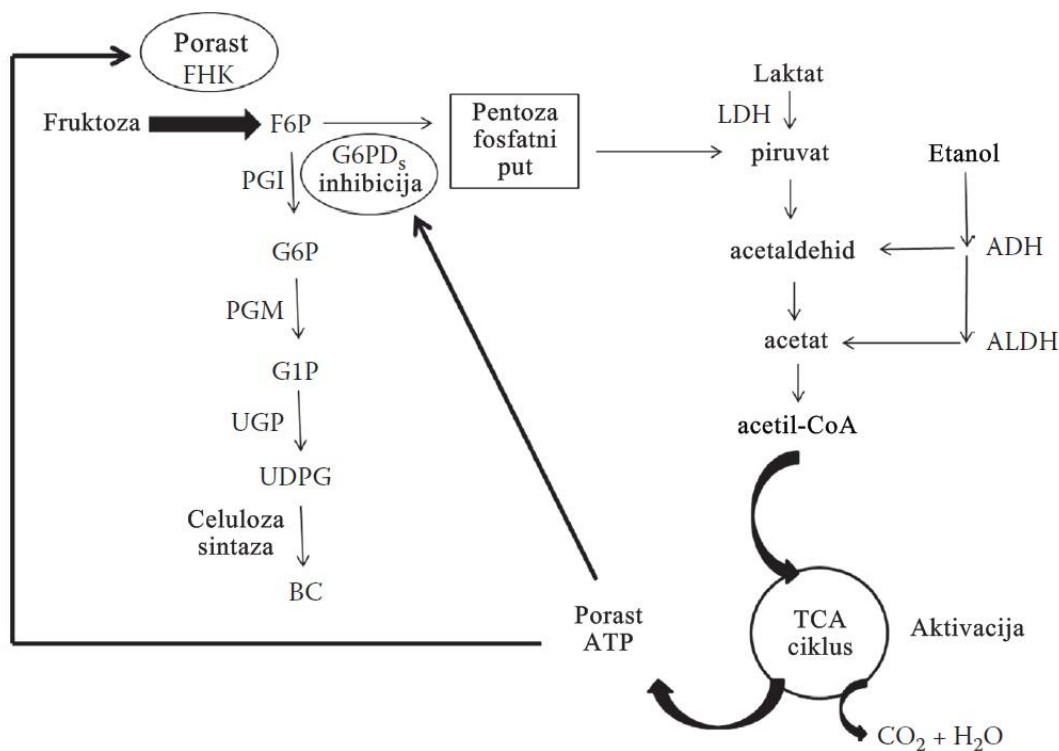 Porast
FHK
Fruktoza
F6P
G6PDs
inhibicija
Pentoza
fosfatni
put
PGI
G6P
PGM
G1P
UGP
UDPG
Celuloza
sintaza
BC
Laktat
LDH
piruvat
Etanol
acetaldehid
ADH
acetat
ALDH
acetil-CoA
TCA
ciklus
Aktivacija
Porast
ATP
CO2 + H2O